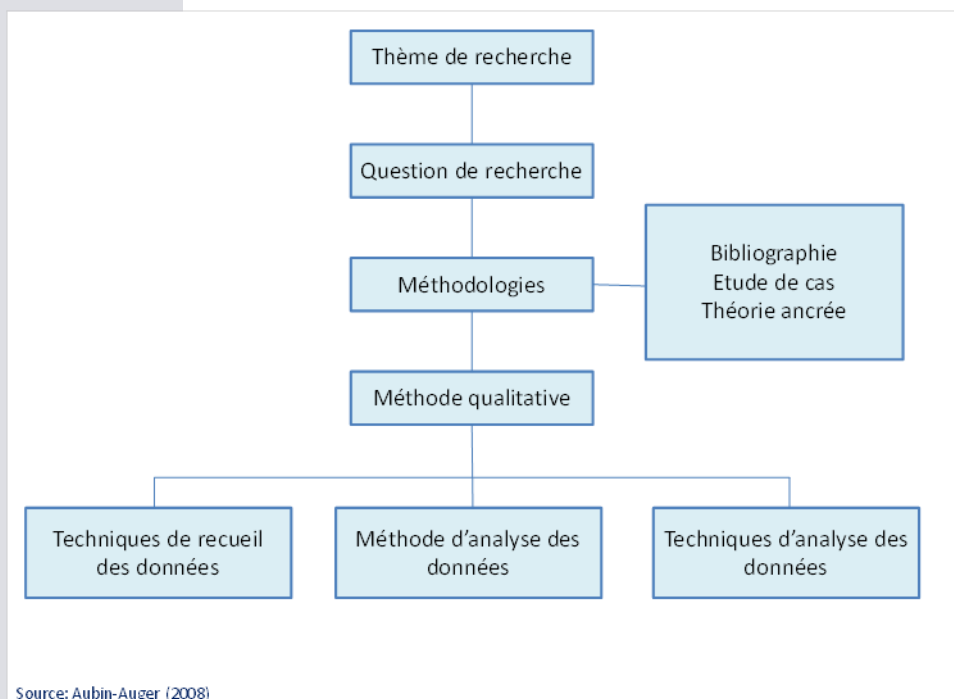 Thème de recherche
Question de recherche
Méthodologies
Bibliographie
Etude de cas
Théorie ancrée
Méthode qualitative
Techniques de recueil
des données
Méthode d'analyse des
données
Techniques d'analyse des
données
Source: Aubin-Auger (2008)